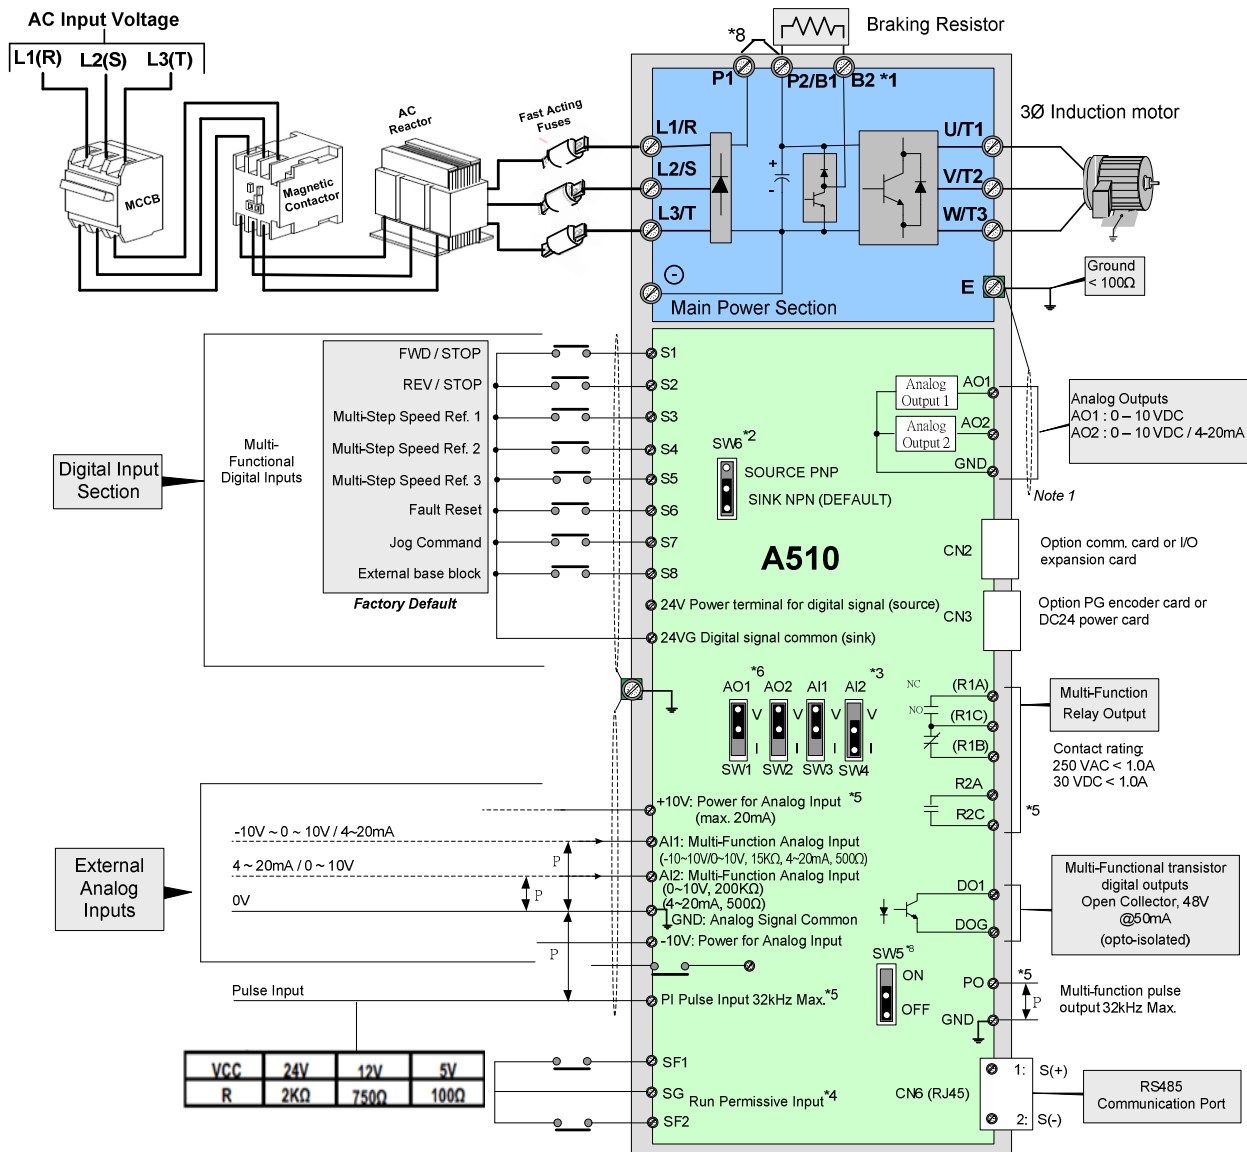 AC Input Voltage
L1(R) L2(S) L3(T)
MCCB
Magnetic
Contactor
AC
Reactor
Fast Acting
Fuses
*8
Braking Resistor
P1 P2/B1 B2 *1
L1/R
L2/S
L3/T
+
-
-
Main Power Section
U/T1
V/T2
W/T3
E
3Ø Induction motor
Ground
< 100Ω
Digital Input
Section
Multi-
Functional
Digital Inputs
FWD / STOP
REV / STOP
Multi-Step Speed Ref. 1
Multi-Step Speed Ref. 2
Multi-Step Speed Ref. 3
Fault Reset
Jog Command
External base block
Factory Default
S1
S2
S3
S4
S5
S6
S7
S8
24V Power terminal for digital signal (source)
24VG Digital signal common (sink)
SW6 *2
SOURCE PNP
SINK NPN (DEFAULT)
A510
Analog
Output 1
AO1
Analog
Output 2
AO2
GND
Analog Outputs
AO1 : 0 – 10 VDC
AO2 : 0 – 10 VDC / 4-20mA
Note 1
CN2
Option comm. card or I/O
expansion card
CN3
Option PG encoder card or
DC24 power card
*6 *3
AO1 AO2 AI1 AI2
V V V V
I I I I
SW1 SW2 SW3 SW4
NC
NO
(R1A)
(R1C)
(R1B)
R2A
R2C
*5
Multi-Function
Relay Output
Contact rating:
250 VAC < 1.0A
30 VDC < 1.0A
External
Analog
Inputs
-10V ~ 0 ~ 10V / 4~20mA
4 ~ 20mA / 0 ~ 10V
0V
P
P
P
Pulse Input
+10V: Power for Analog Input *5
(max. 20mA)
AI1: Multi-Function Analog Input
(-10~10V/0~10V, 15KΩ, 4~20mA, 500Ω)
AI2: Multi-Function Analog Input
(0~10V, 200KΩ)
(4~20mA, 500Ω)
GND: Analog Signal Common
-10V: Power for Analog Input
PI Pulse Input 32kHz Max.*5
DO1
DOG
Multi-Functional transistor
digital outputs
Open Collector, 48V
@50mA
(opto-isolated)
SW5 *8
ON
OFF
PO
*5
P
GND
Multi-function pulse
output 32kHz Max.
VCC 24V 12V 5V
R 2KΩ 750Ω 100Ω
SF1
SG
Run Permissive Input*4
SF2
CN6 (RJ45)
1: S(+)
2: S(-)
RS485
Communication Port